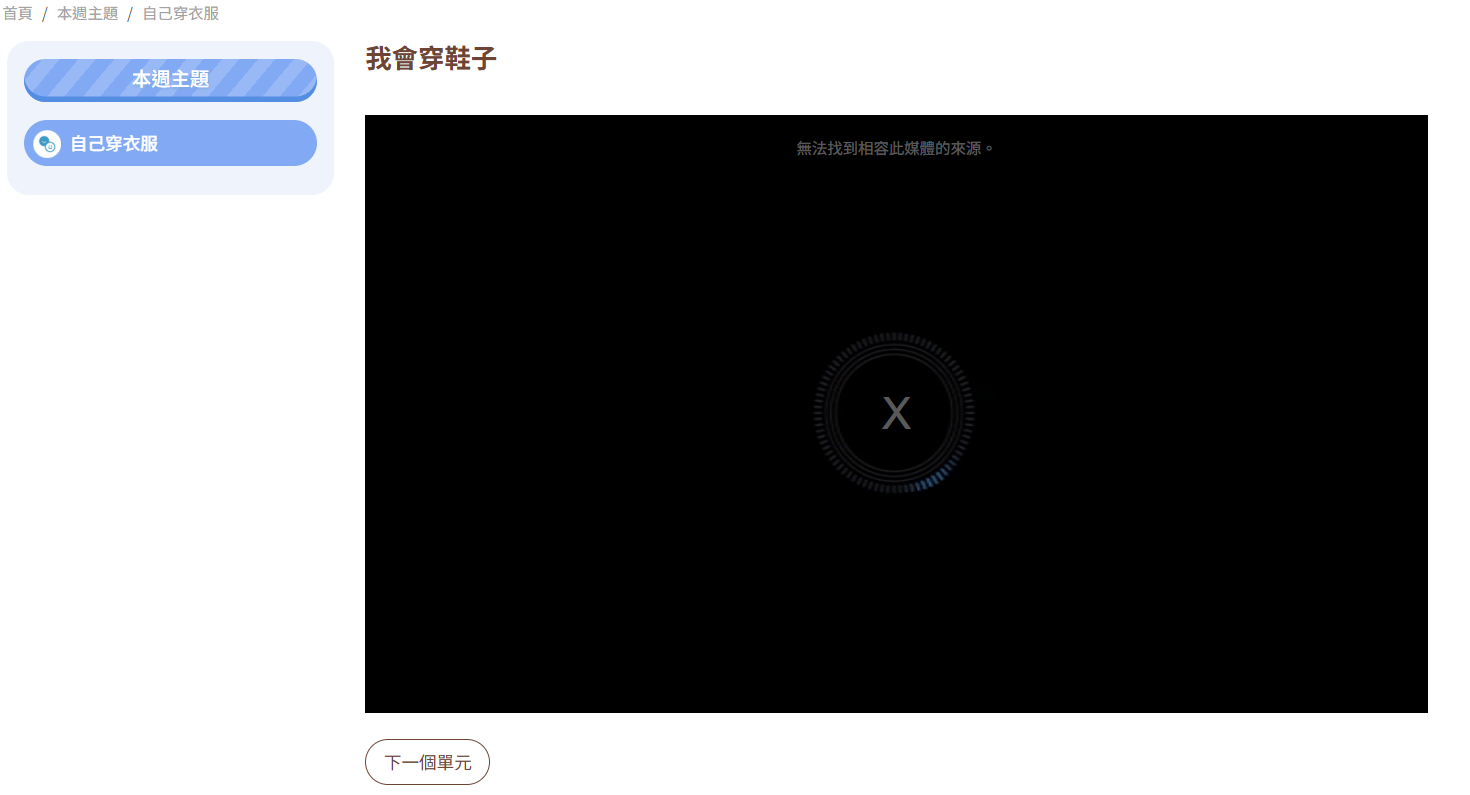 首頁 / 本週主題 / 自己穿衣服
本週主題
自己穿衣服
我會穿鞋子
無法找到相容此媒體的來源。
X
下一個單元